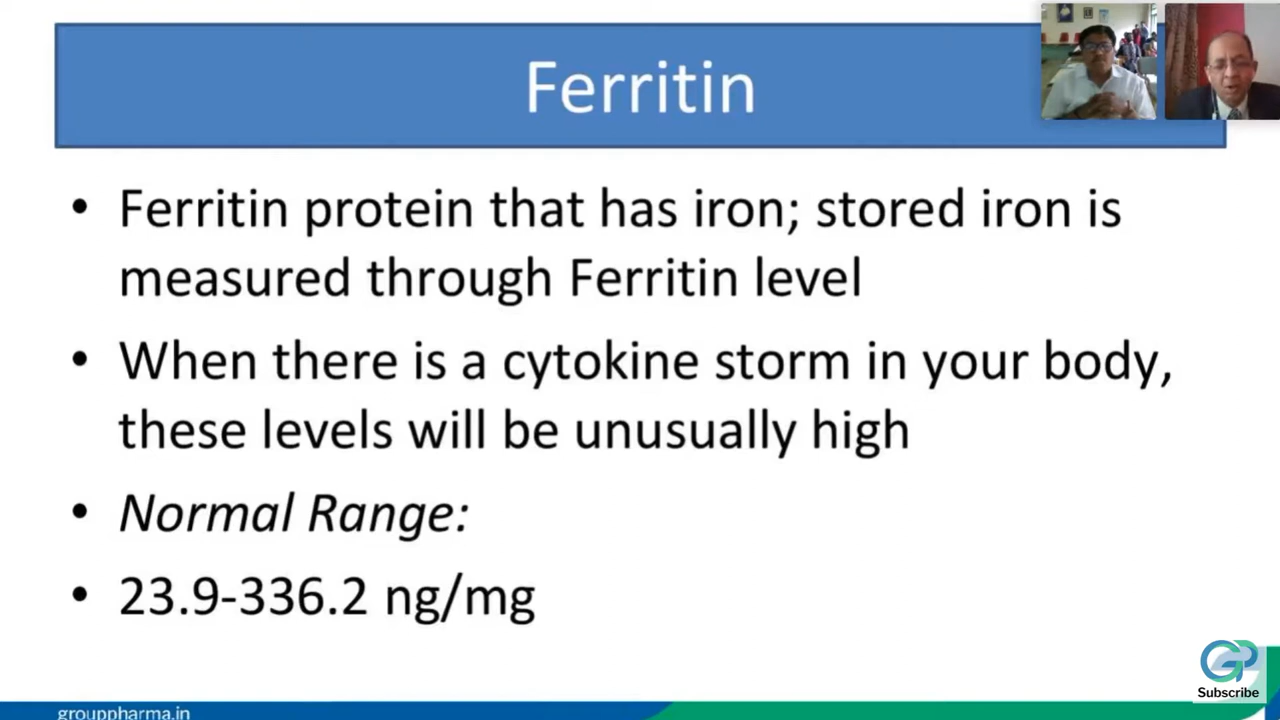 Ferritin
• Ferritin protein that has iron; stored iron is
measured through Ferritin level
• When there is a cytokine storm in your body,
these levels will be unusually high
• Normal Range:
• 23.9-336.2 ng/mg
GP
Subscribe
grouppharma.in